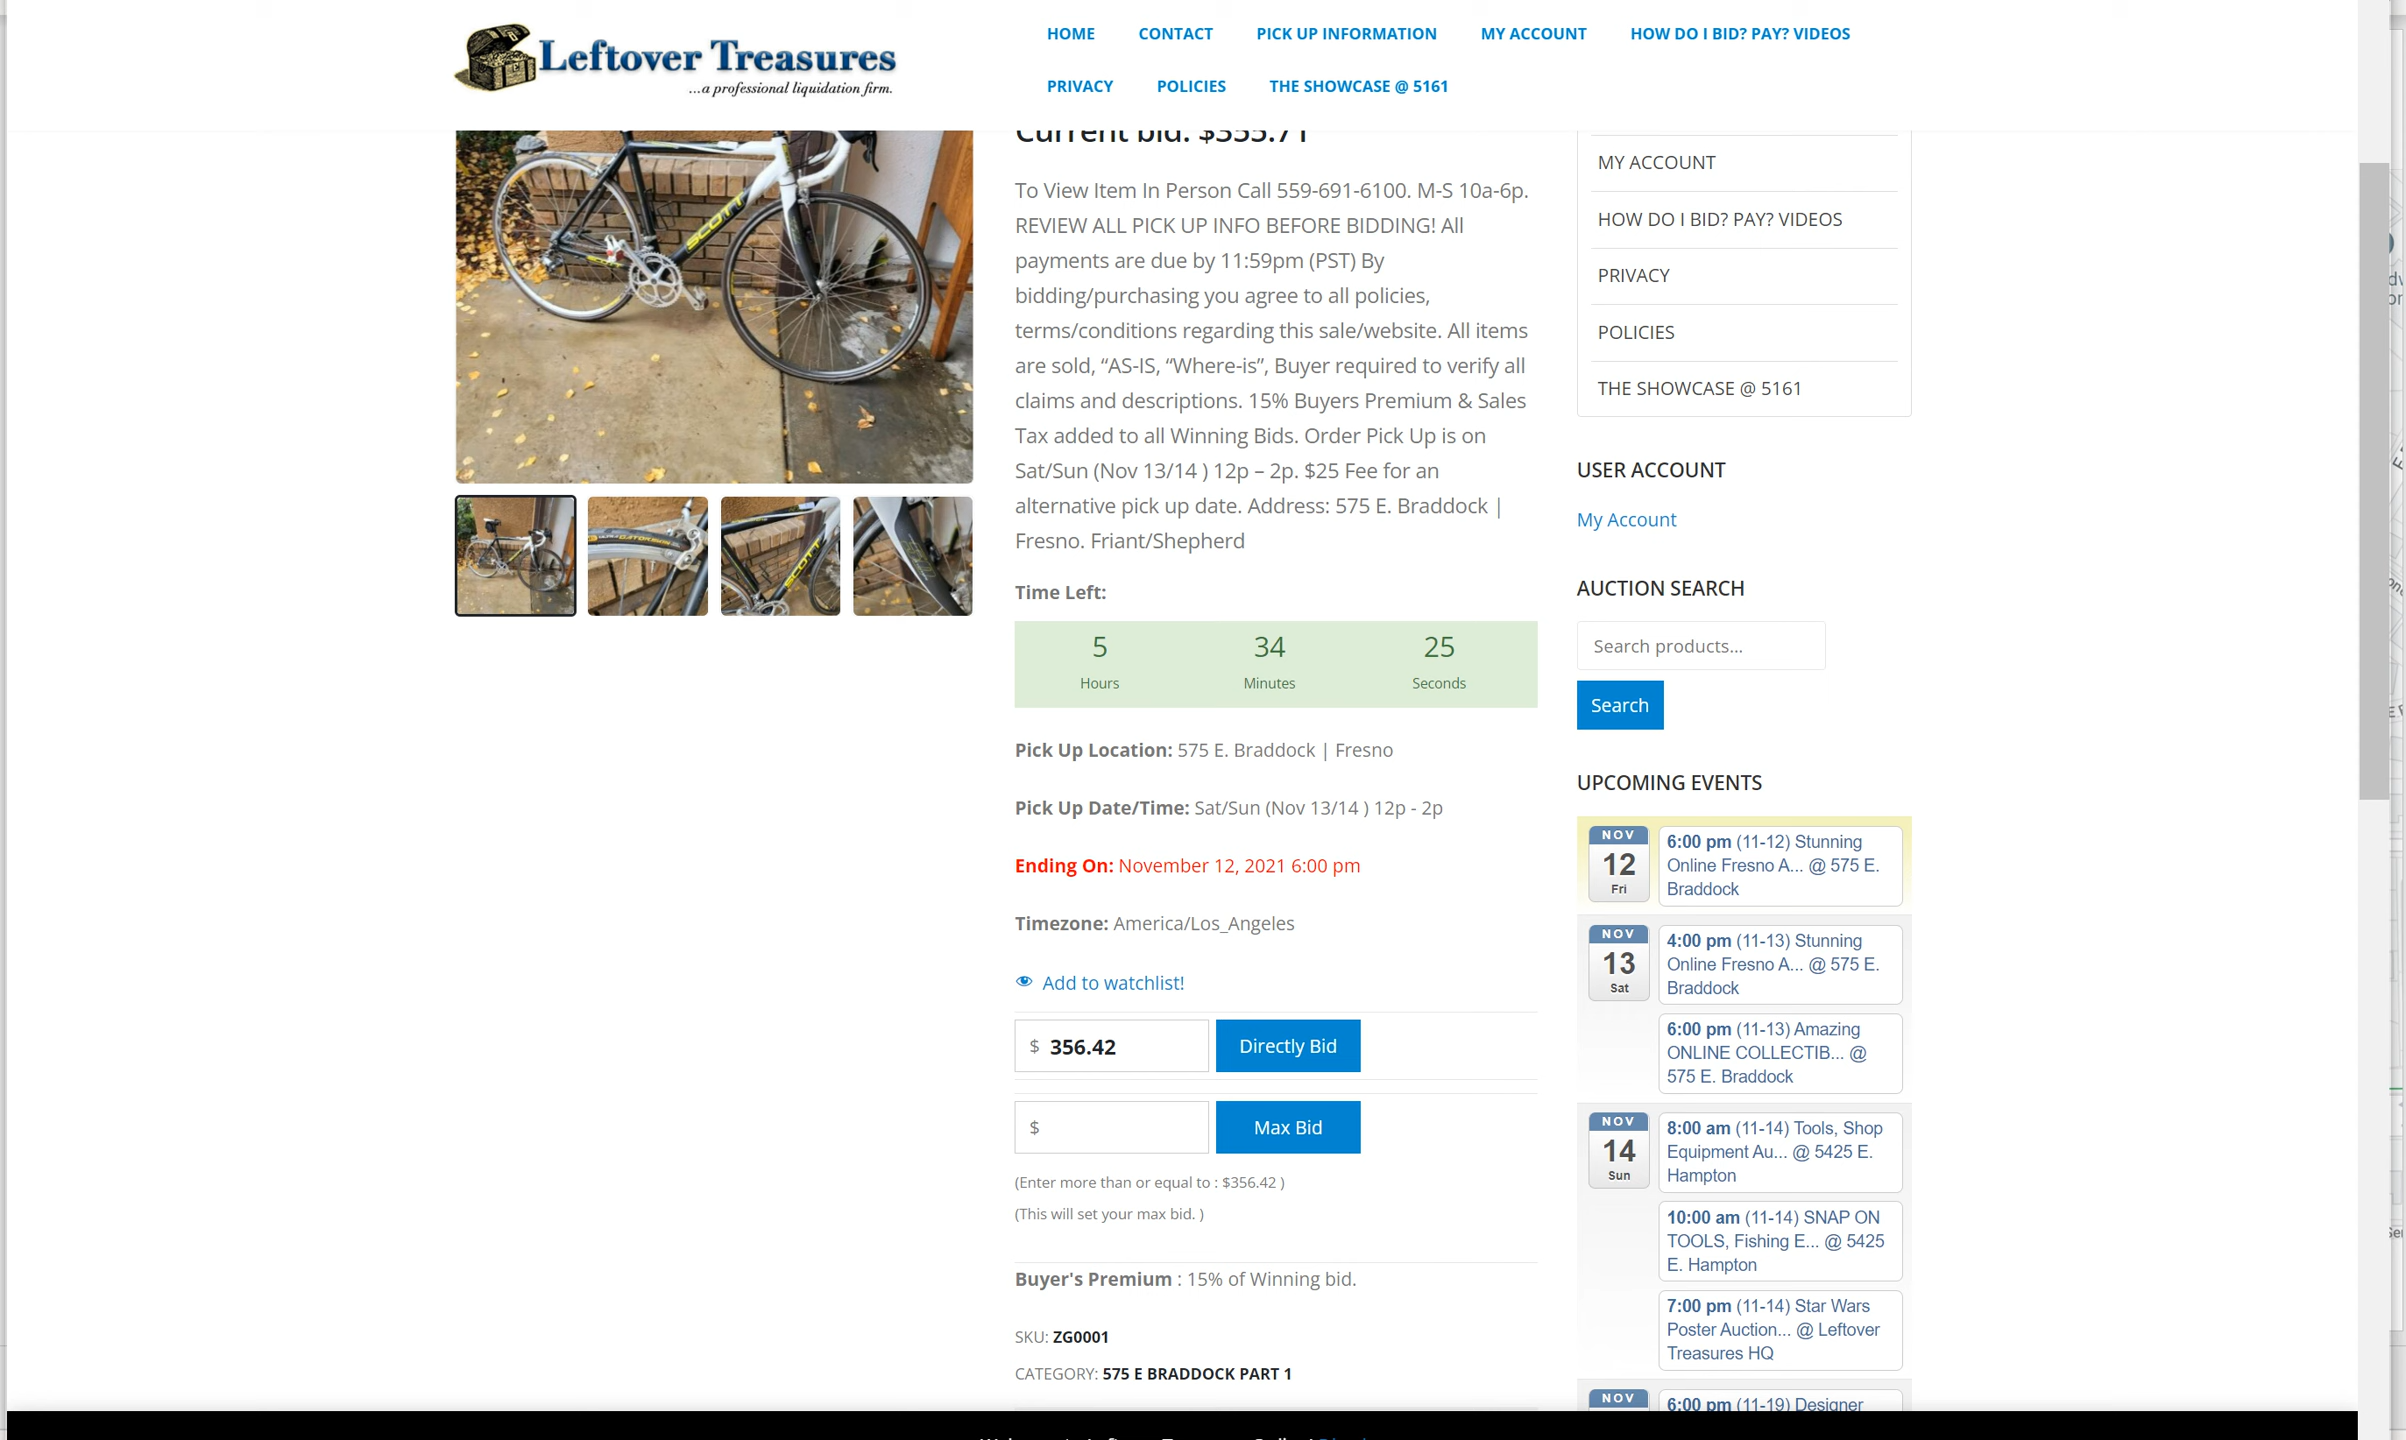 Leftover Treasures
...a professional liquidation firm.
HOME CONTACT PICK UP INFORMATION MY ACCOUNT HOW DO I BID? PAY? VIDEOS
PRIVACY POLICIES THE SHOWCASE @ 5161
Current bid: $355.71
To View Item In Person Call 559-691-6100. M-S 10a-6p.
REVIEW ALL PICK UP INFO BEFORE BIDDING! All
payments are due by 11:59pm (PST) By
bidding/purchasing you agree to all policies,
terms/conditions regarding this sale/website. All items
are sold, “AS-IS, “Where-is”, Buyer required to verify all
claims and descriptions. 15% Buyers Premium & Sales
Tax added to all Winning Bids. Order Pick Up is on
Sat/Sun (Nov 13/14 ) 12p – 2p. $25 Fee for an
alternative pick up date. Address: 575 E. Braddock |
Fresno. Friant/Shepherd
SCOTT
SCOTT
Time Left:
5 34 25
Hours Minutes Seconds
Pick Up Location: 575 E. Braddock | Fresno
Pick Up Date/Time: Sat/Sun (Nov 13/14 ) 12p - 2p
Ending On: November 12, 2021 6:00 pm
Timezone: America/Los_Angeles
Add to watchlist!
$ 356.42 Directly Bid
$ Max Bid
(Enter more than or equal to : $356.42 )
(This will set your max bid. )
Buyer's Premium : 15% of Winning bid.
SKU: ZG0001
CATEGORY: 575 E BRADDOCK PART 1
MY ACCOUNT
HOW DO I BID? PAY? VIDEOS
PRIVACY
POLICIES
THE SHOWCASE @ 5161
USER ACCOUNT
My Account
AUCTION SEARCH
Search products...
Search
UPCOMING EVENTS
NOV
12
Fri
6:00 pm (11-12) Stunning
Online Fresno A... @ 575 E.
Braddock
NOV
13
Sat
4:00 pm (11-13) Stunning
Online Fresno A... @ 575 E.
Braddock
6:00 pm (11-13) Amazing
ONLINE COLLECTIB... @
575 E. Braddock
NOV
14
Sun
8:00 am (11-14) Tools, Shop
Equipment Au... @ 5425 E.
Hampton
10:00 am (11-14) SNAP ON
TOOLS, Fishing E... @ 5425
E. Hampton
7:00 pm (11-14) Star Wars
Poster Auction... @ Leftover
Treasures HQ
NOV
6:00 pm (11-19) Designer